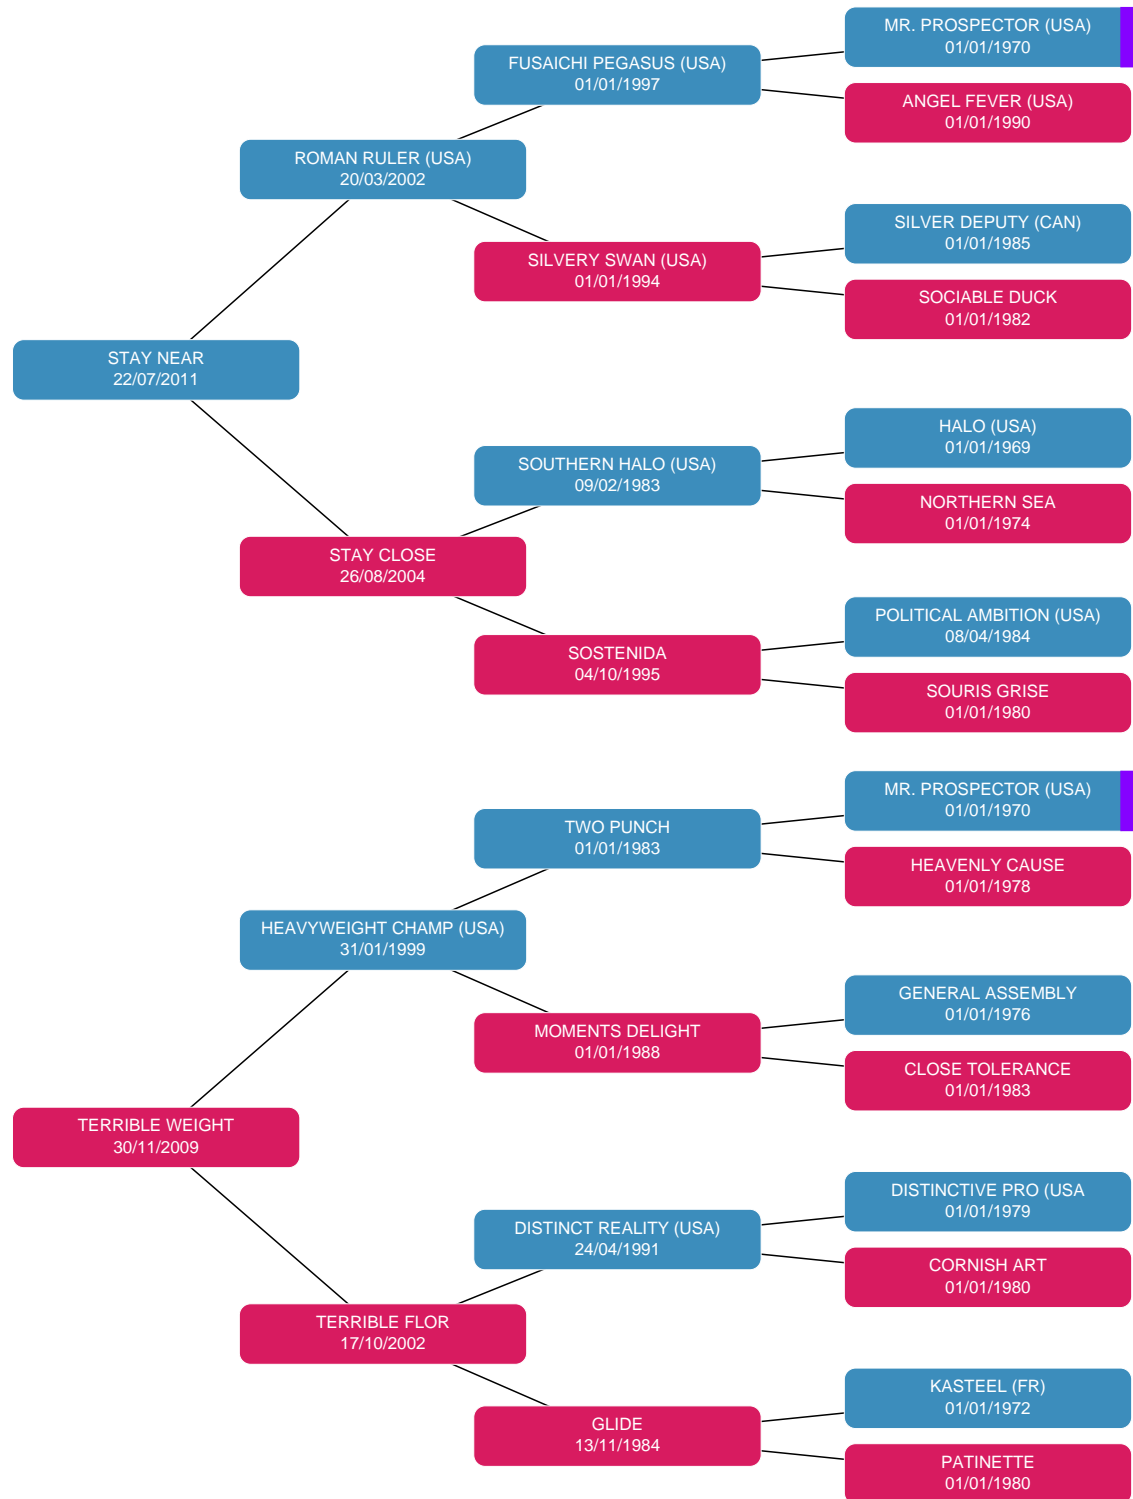 MR. PROSPECTOR (USA)
01/01/1970
FUSAICHI PEGASUS (USA)
01/01/1997
ANGEL FEVER (USA)
01/01/1990
ROMAN RULER (USA)
20/03/2002
SILVER DEPUTY (CAN)
01/01/1985
SILVERY SWAN (USA)
01/01/1994
SOCIABLE DUCK
01/01/1982
STAY NEAR
22/07/2011
HALO (USA)
01/01/1969
SOUTHERN HALO (USA)
09/02/1983
NORTHERN SEA
01/01/1974
STAY CLOSE
26/08/2004
POLITICAL AMBITION (USA)
08/04/1984
SOSTENIDA
04/10/1995
SOURIS GRISE
01/01/1980
MR. PROSPECTOR (USA)
01/01/1970
TWO PUNCH
01/01/1983
HEAVENLY CAUSE
01/01/1978
HEAVYWEIGHT CHAMP (USA)
31/01/1999
GENERAL ASSEMBLY
01/01/1976
MOMENTS DELIGHT
01/01/1988
CLOSE TOLERANCE
01/01/1983
TERRIBLE WEIGHT
30/11/2009
DISTINCTIVE PRO (USA
01/01/1979
DISTINCT REALITY (USA)
24/04/1991
CORNISH ART
01/01/1980
TERRIBLE FLOR
17/10/2002
KASTEEL (FR)
01/01/1972
GLIDE
13/11/1984
PATINETTE
01/01/1980